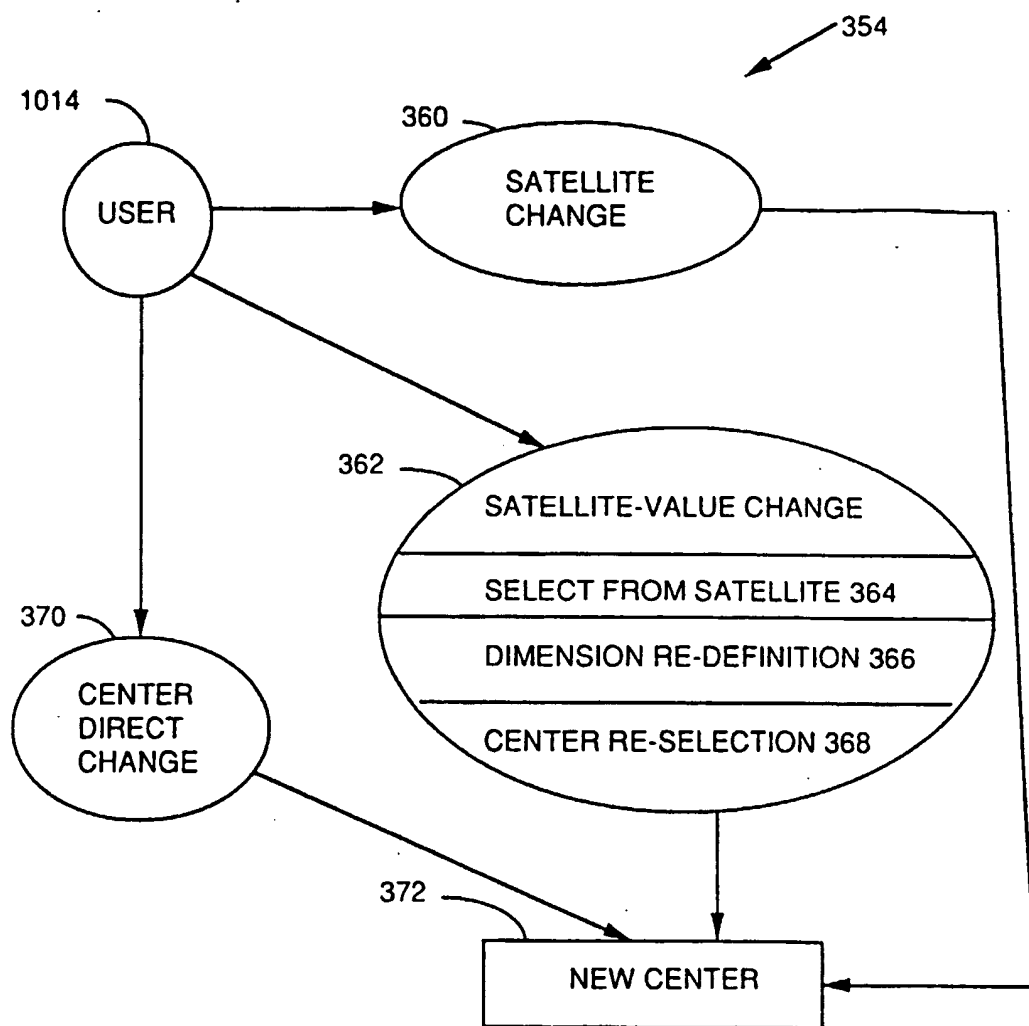 354
1014
360
USER
SATELLITE
CHANGE
362
SATELLITE-VALUE CHANGE
SELECT FROM SATELLITE 364
DIMENSION RE-DEFINITION 366
CENTER RE-SELECTION 368
370
CENTER
DIRECT
CHANGE
372
NEW CENTER